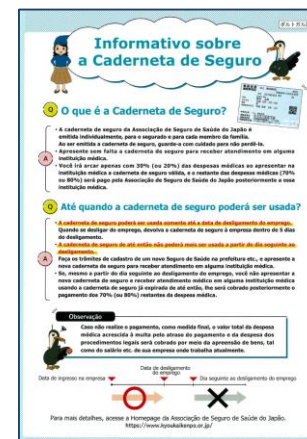 Informativo sobre
a Caderneta de Seguro
Q O que é a Caderneta de Seguro?
A
・A caderneta de seguro da Associação de Seguro de Saúde do Japão é
emitida individualmente, para o segurado e para cada membro da família.
Ao ser emitida a caderneta de seguro, guarde-a com cuidado para não perdê-la.
・Apresente sem falta a caderneta de seguro para receber atendimento em alguma
instituição médica.
・Você irá arcar apenas com 30% (ou 20%) das despesas médicas ao apresentar na
instituição médica a caderneta de seguro válida, e o restante das despesas médicas (70%
ou 80%) será pago pela Associação de Seguro de Saúde do Japão posteriormente a essa
instituição médica.
Q Até quando a caderneta de seguro poderá ser usada?
A
・A caderneta de seguro poderá ser usada somente até a data de desligamento do emprego.
Quando se desligar do emprego, devolva a caderneta de seguro à empresa dentro de 5 dias
do desligamento.
・A caderneta de seguro de até então não poderá mais ser usada a partir do dia seguinte ao
desligamento.
Faça os trâmites de cadastro de um novo Seguro de Saúde na prefeitura etc., e apresente a
nova caderneta de seguro para receber atendimento em alguma instituição médica.
・Se, mesmo a partir do dia seguinte ao desligamento do emprego, você não apresentar a
nova caderneta de seguro e receber atendimento médico em alguma instituição médica
usando a caderneta de seguro já expirada de até então, lhe será cobrado posteriormente o
pagamento dos 70% (ou 80%) restantes da despesa médica.
Observação
Caso não realize o pagamento, como medida final, o valor total da despesa
médica acrescida à multa pelo atraso do pagamento e da despesa dos
procedimentos legais será cobrado por meio da apreensão de bens, tal
como do salário etc. de sua empresa onde trabalha atualmente.
Data de desligamento
do emprego
Data de ingresso na empresa
Dia seguinte ao desligamento do emprego
Para mais detalhes, acesse a Homepage da Associação de Seguro de Saúde do Japão.
https://www.kyoukaikenpo.or.jp/